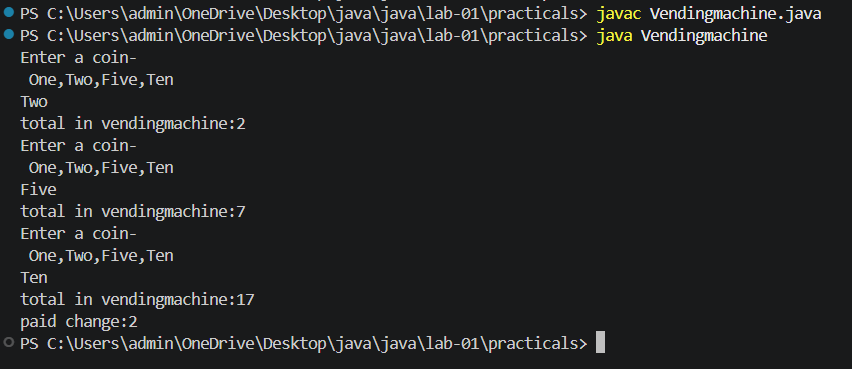 PS C:\Users\admin\OneDrive\Desktop\java\java\lab-01\practicals> javac Vendingmachine.java
PS C:\Users\admin\OneDrive\Desktop\java\java\lab-01\practicals> java Vendingmachine
Enter a coin-
 One,Two,Five,Ten
Two
total in vendingmachine:2
Enter a coin-
 One,Two,Five,Ten
Five
total in vendingmachine:7
Enter a coin-
 One,Two,Five,Ten
Ten
total in vendingmachine:17
paid change:2
PS C:\Users\admin\OneDrive\Desktop\java\java\lab-01\practicals>